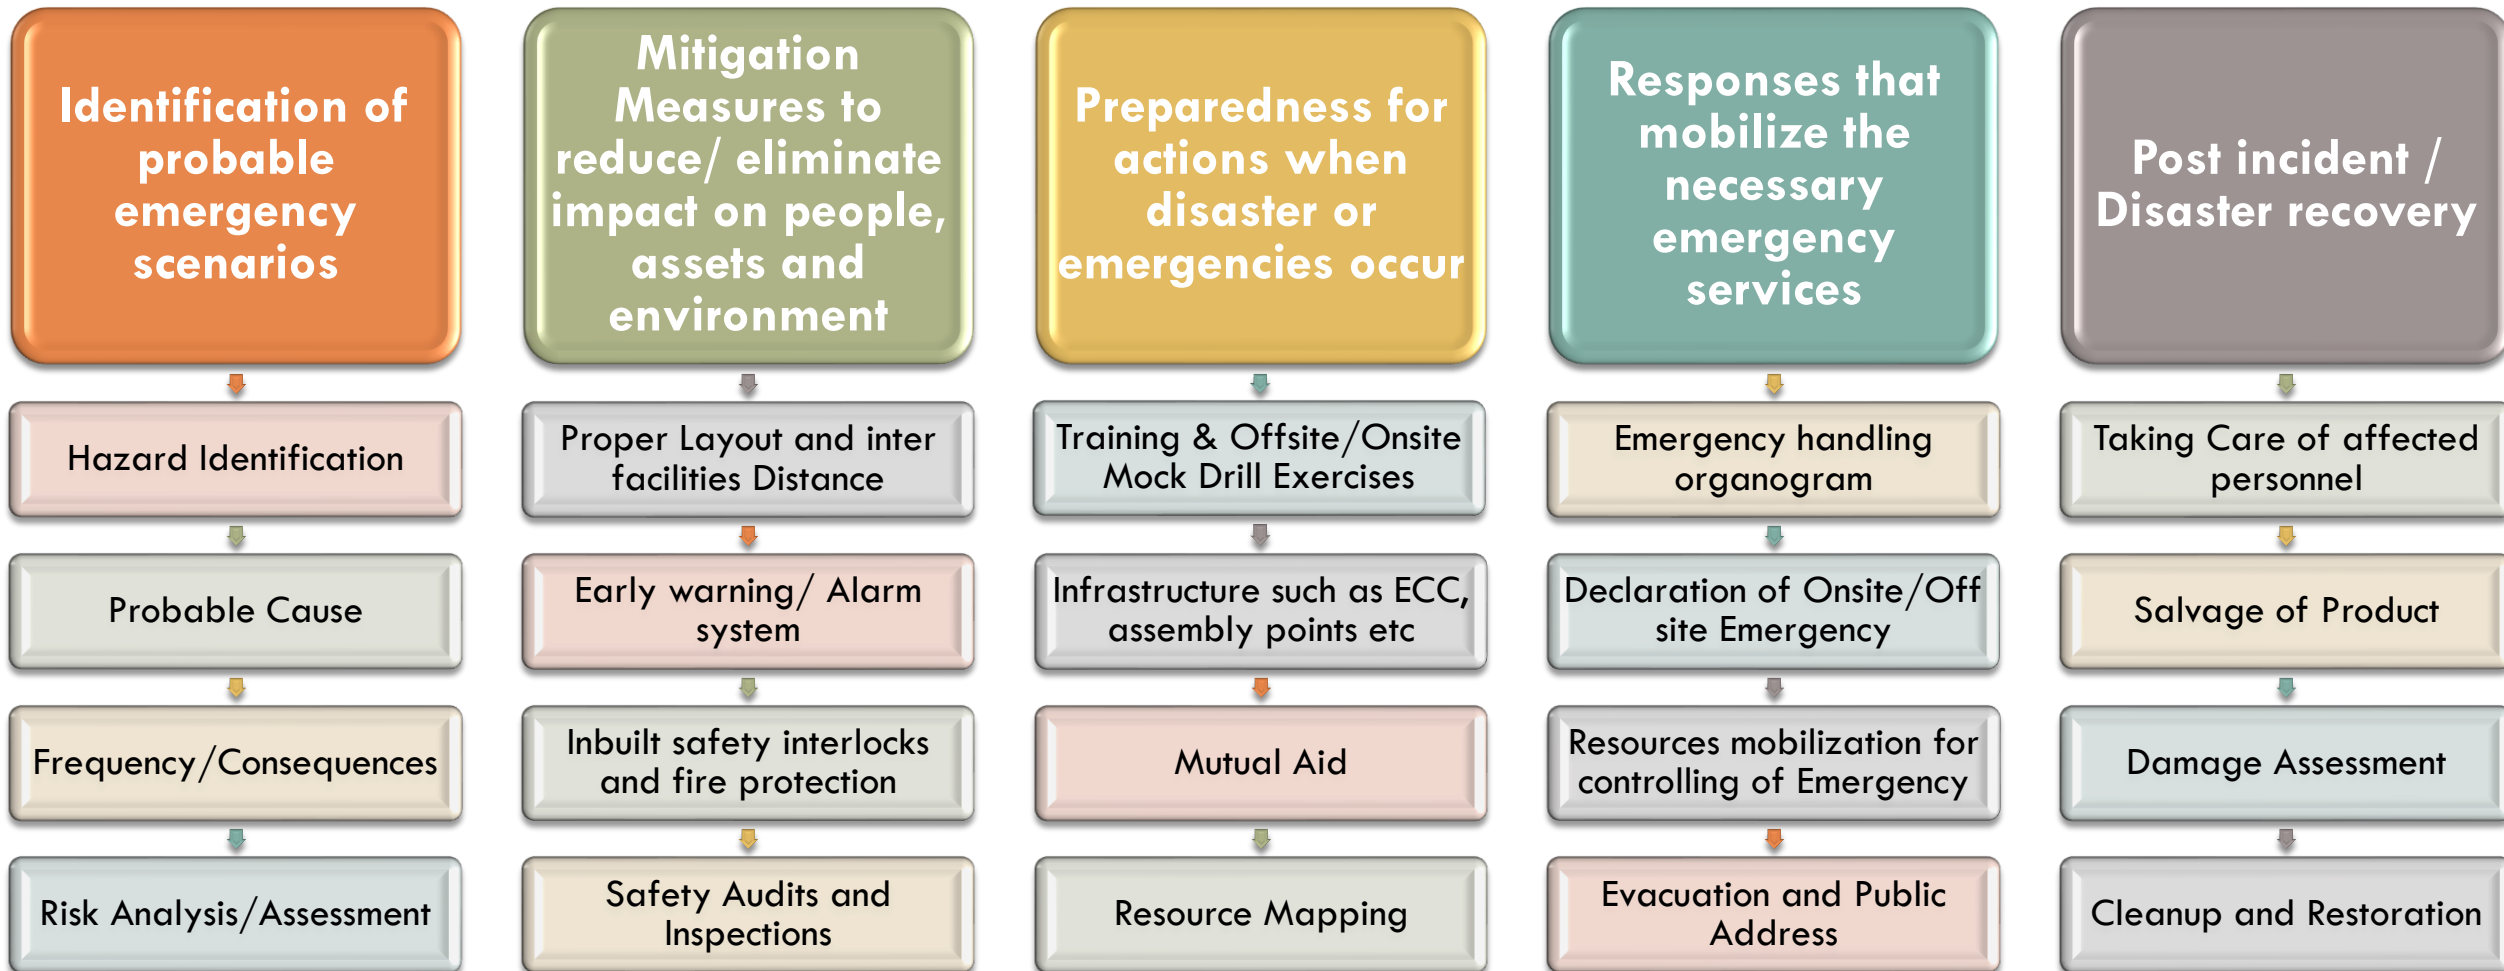 Identification of
probable
emergency
scenarios
Hazard Identification
Probable Cause
Frequency/Consequences
Risk Analysis/Assessment
Mitigation
Measures to
reduce/ eliminate
impact on people,
assets and
environment
Proper Layout and inter
facilities Distance
Early warning/ Alarm
system
Inbuilt safety interlocks
and fire protection
Safety Audits and
Inspections
Preparedness for
actions when
disaster or
emergencies occur
Training & Offsite/Onsite
Mock Drill Exercises
Infrastructure such as ECC,
assembly points etc
Mutual Aid
Resource Mapping
Responses that
mobilize the
necessary
emergency
services
Emergency handling
organogram
Declaration of Onsite/Off
site Emergency
Resources mobilization for
controlling of Emergency
Evacuation and Public
Address
Post incident /
Disaster recovery
Taking Care of affected
personnel
Salvage of Product
Damage Assessment
Cleanup and Restoration